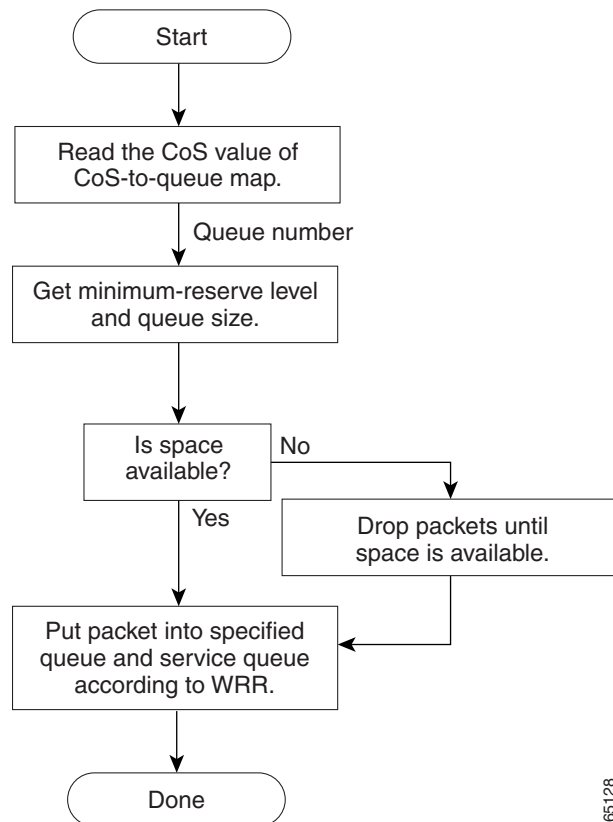 Start
Read the CoS value of
CoS-to-queue map.
Queue number
Get minimum-reserve level
and queue size.
Is space
available?
No
Yes
Drop packets until
space is available.
Put packet into specified
queue and service queue
according to WRR.
Done
65128